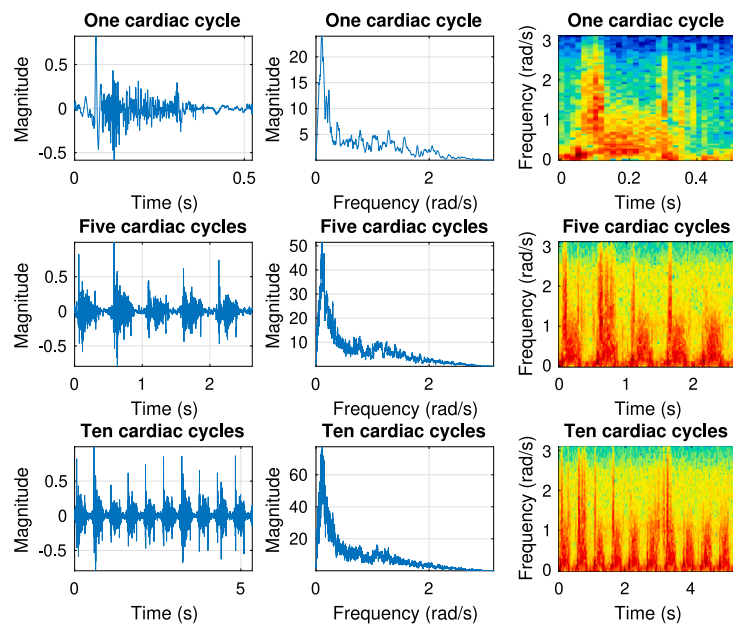 One cardiac cycle
Magnitude
0.5
0
-0.5
0
0.5
Time (s)
One cardiac cycle
Magnitude
20
15
10
5
0
2
Frequency (rad/s)
One cardiac cycle
Frequency (rad/s)
3
2
1
0
0
0.2
0.4
Time (s)
Five cardiac cycles
Magnitude
0.5
0
-0.5
0
1
2
Time (s)
Five cardiac cycles
Magnitude
50
40
30
20
10
0
2
Frequency (rad/s)
Five cardiac cycles
Frequency (rad/s)
3
2
1
0
0
1
2
Time (s)
Ten cardiac cycles
Magnitude
0.5
0
-0.5
0
5
Time (s)
Ten cardiac cycles
Magnitude
60
40
20
0
2
Frequency (rad/s)
Ten cardiac cycles
Frequency (rad/s)
3
2
1
0
0
2
4
Time (s)